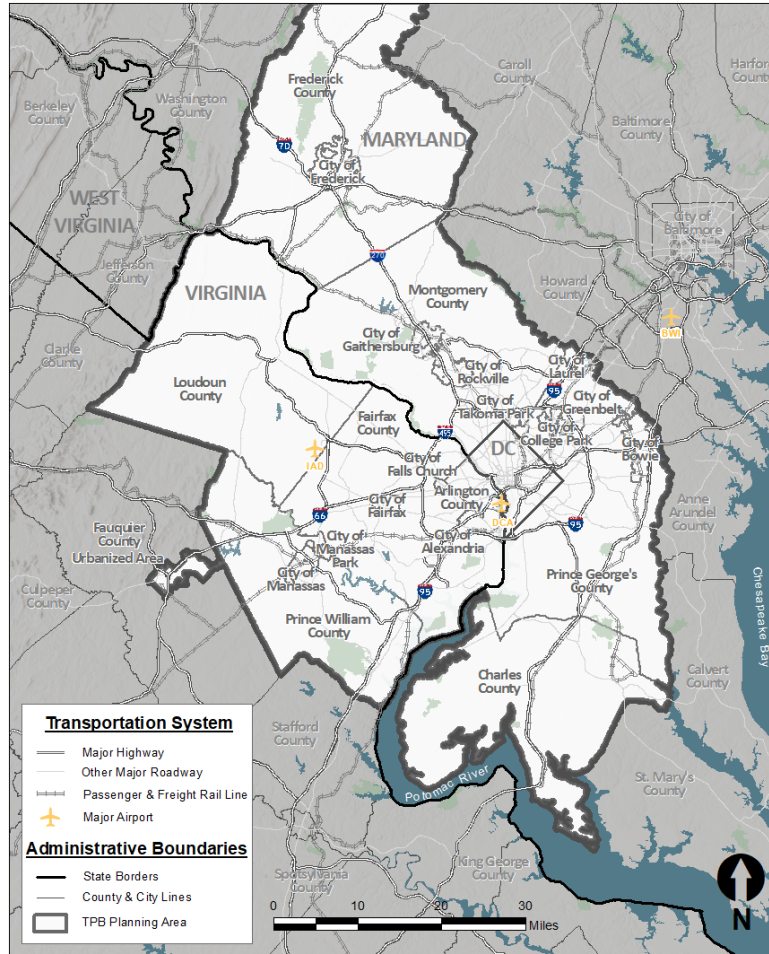 Frederick
County
Caroll
County
Harford
County
Berkeley
County
Washington
County
Baltimore
County
MARYLAND
70
City of
Frederick
WEST
VIRGINIA
City of
Baltimore
270
Jefferson
County
Howard
County
VIRGINIA
Montgomery
County
BWI
City of
Gaithersburg
Clarke
County
City of
Rockville
City of
Laurel
Loudoun
County
95
City of
Takoma Park
City of
Greenbelt
Fairfax
County
City of
College Park
495
DC
City of
Bowie
IAD
City of
Falls Church
Arlington
County
Anne
Arundel
County
66
City of
Fairfax
DCA
95
Fauquier
County
Urbanized Area
City of
Manassas
Park
City of
Alexandria
City of
Manassas
Prince George's
County
Culpeper
County
95
Chesapeake Bay
Prince William
County
Charles
County
Calvert
County
Stafford
County
St. Mary's
County
Potomac River
King George
County
Spotsylvania
County
Transportation System
Major Highway
Other Major Roadway
Passenger & Freight Rail Line
Major Airport
Administrative Boundaries
State Borders
County & City Lines
TPB Planning Area
0 10 20 30
Miles
N